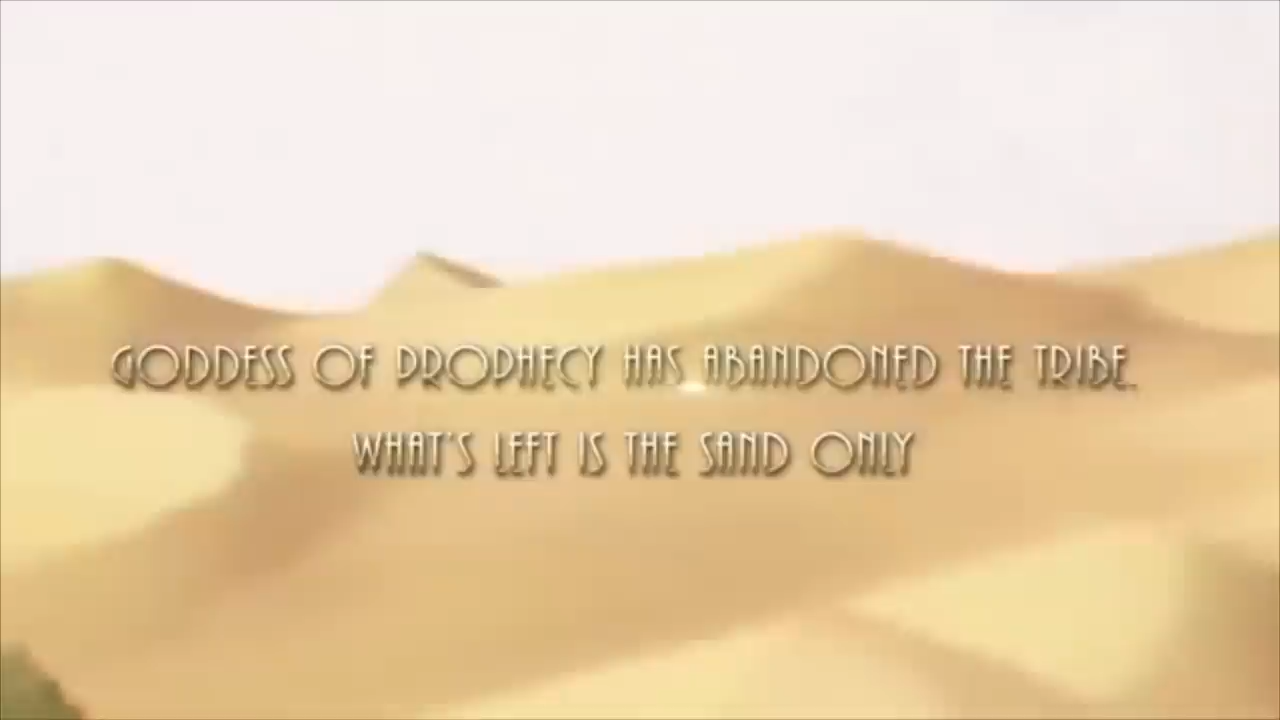 GODDESS OF PROPHECY HAS ABANDONED THE TRIBE.
WHAT'S LEFT IS THE SAND ONLY